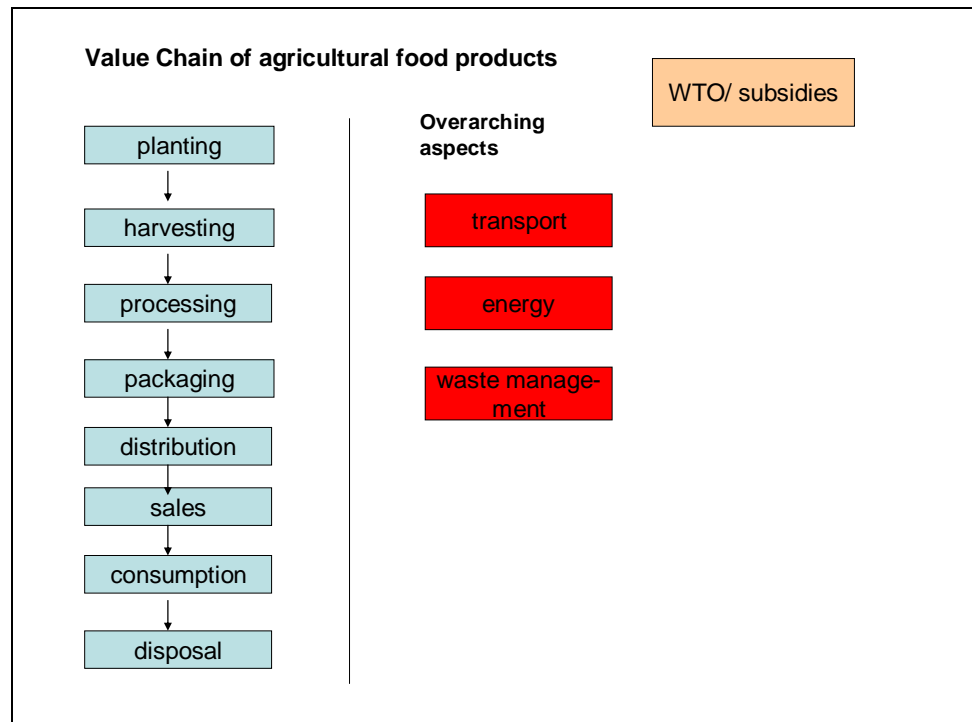 Value Chain of agricultural food products
WTO/ subsidies
planting
harvesting
processing
packaging
distribution
sales
consumption
disposal
Overarching
aspects
transport
energy
waste manage-
ment